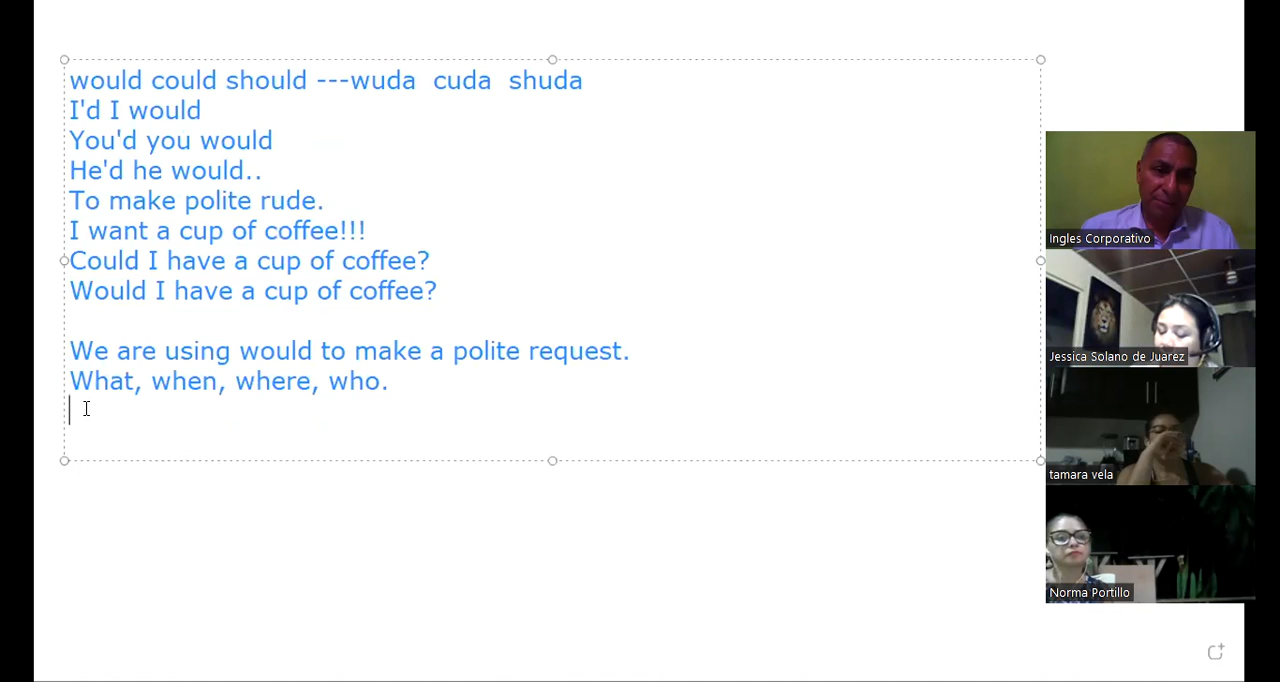 would could should ---wuda  cuda  shuda
I'd I would
You'd you would
He'd he would..
To make polite rude.
I want a cup of coffee!!!
Could I have a cup of coffee?
Would I have a cup of coffee?
We are using would to make a polite request.
What, when, where, who.
Ingles Corporativo
Jessica Solano de Juarez
tamara vela
Norma Portillo